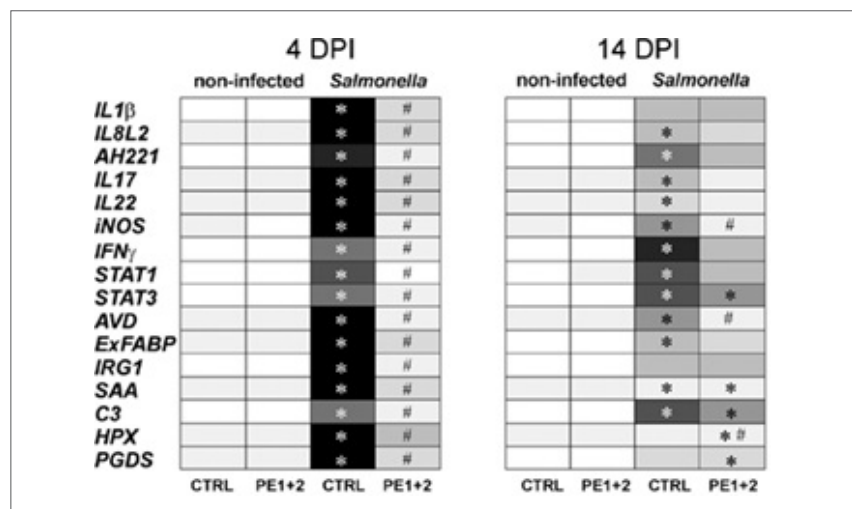 4 DPI 14 DPI
non-infected Salmonella non-infected Salmonella
IL1β * #
IL8L2 * # *
AH221 * # *
IL17 * # *
IL22 * # *
iNOS * # * #
IFNγ * # *
STAT1 * # *
STAT3 * # * *
AVD * # * #
ExFABP * # *
IRG1 * #
SAA * # * *
C3 * # * *
HPX * # * #
PGDS * # *
CTRL PE1+2 CTRL PE1+2 CTRL PE1+2 CTRL PE1+2